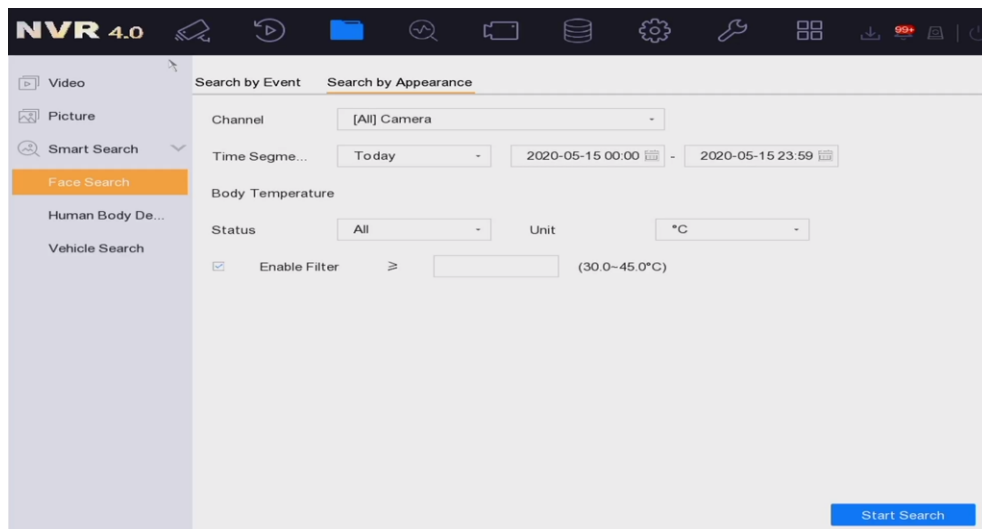 NVR 4.0
99+
Video
Picture
Smart Search
Face Search
Human Body De...
Vehicle Search
Search by Event Search by Appearance
Channel [All] Camera
Time Segme... Today 2020-05-15 00:00 - 2020-05-15 23:59
Body Temperature
Status All Unit °C
Enable Filter ≥ (30.0~45.0°C)
Start Search